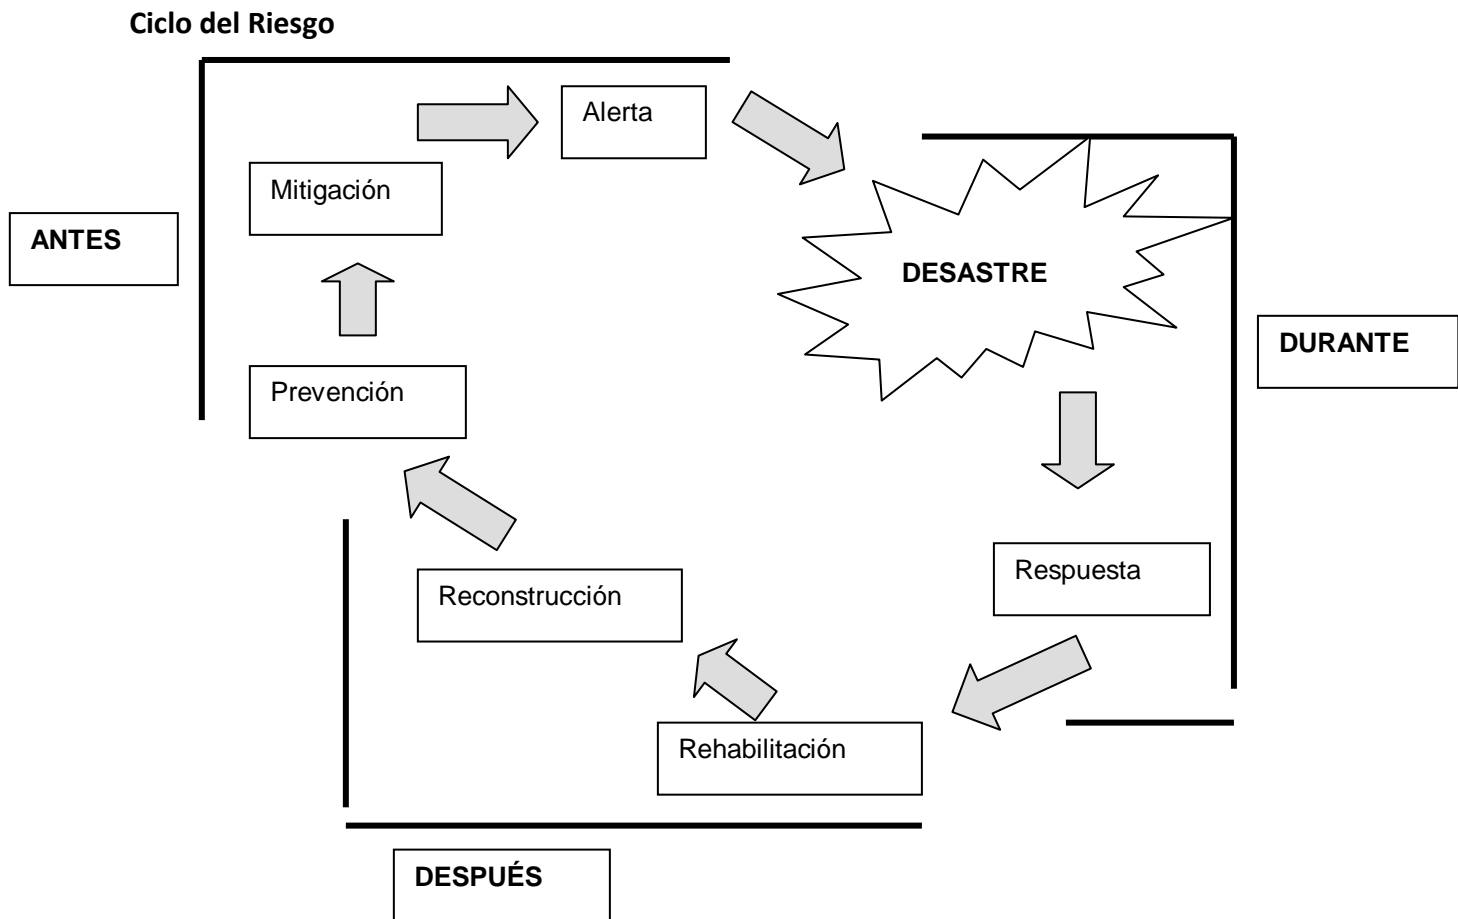 Ciclo del Riesgo
Alerta
Mitigación
ANTES
DESASTRE
DURANTE
Prevención
Respuesta
Reconstrucción
Rehabilitación
DESPUÉS